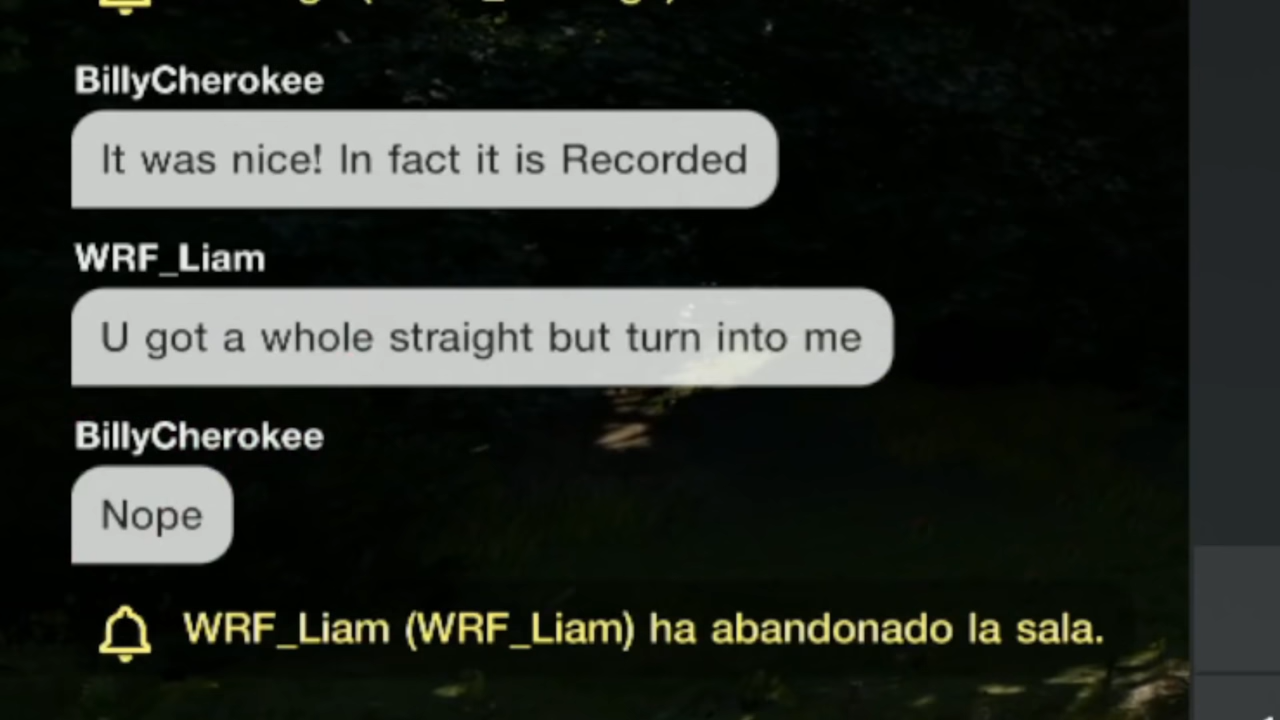 BillyCherokee
It was nice! In fact it is Recorded
WRF_Liam
U got a whole straight but turn into me
BillyCherokee
Nope
WRF_Liam (WRF_Liam) ha abandonado la sala.